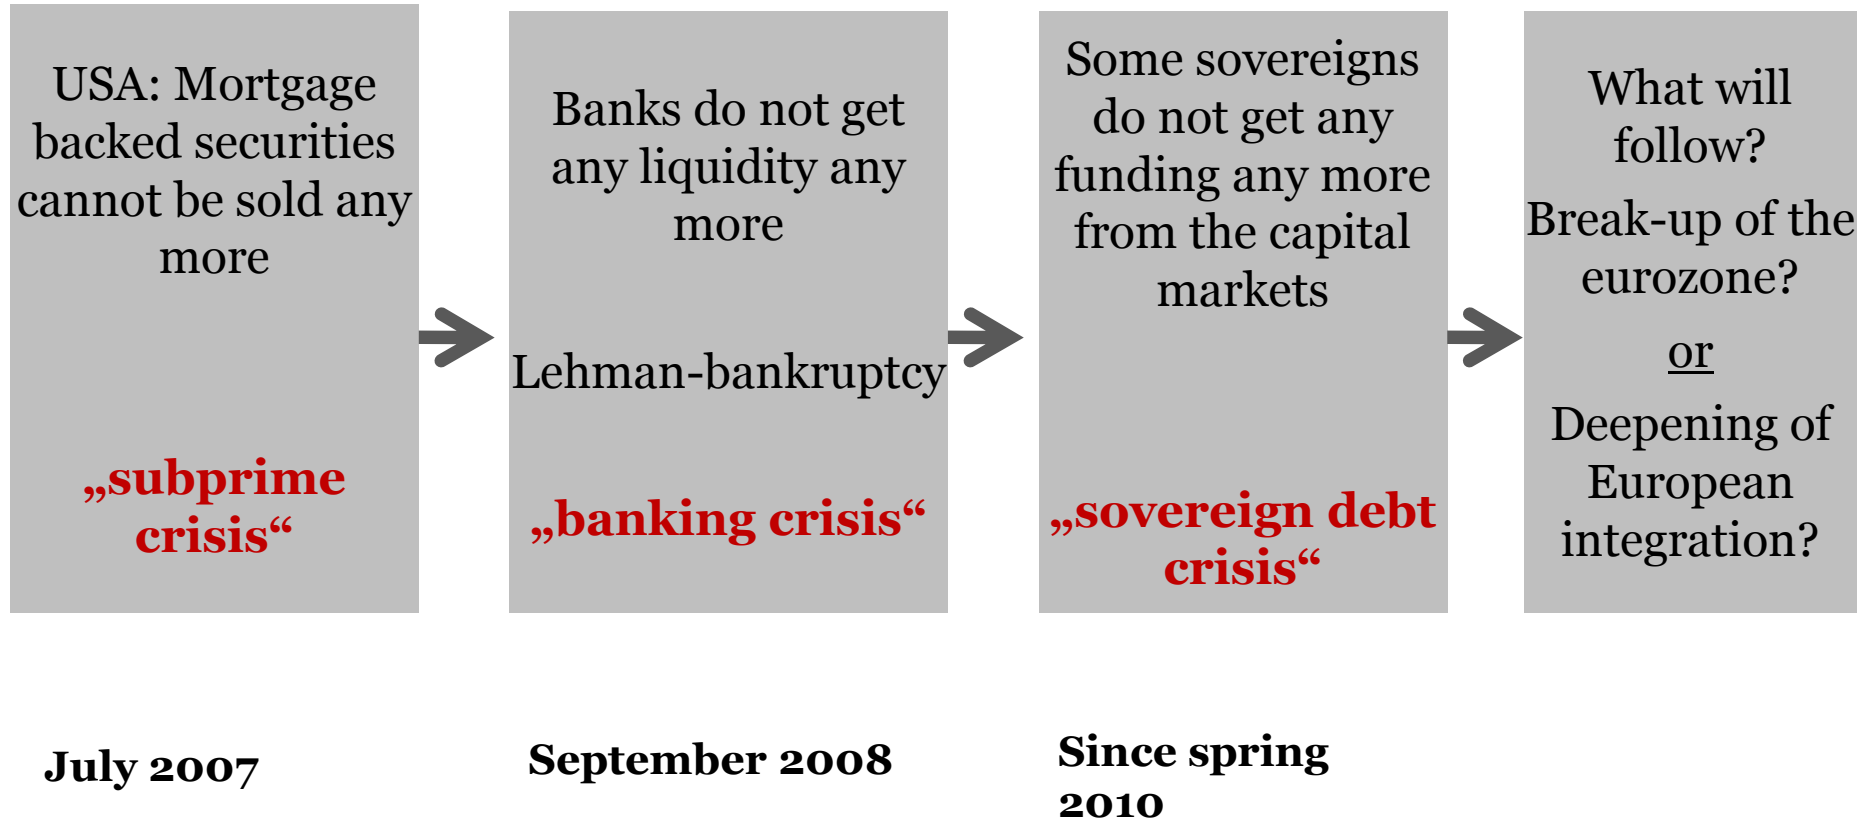 USA: Mortgage
backed securities
cannot be sold any
more
„subprime
crisis“
Banks do not get
any liquidity any
more
Lehman-bankruptcy
„banking crisis“
Some sovereigns
do not get any
funding any more
from the capital
markets
„sovereign debt
crisis“
What will
follow?
Break-up of the
eurozone?
or
Deepening of
European
integration?
July 2007
September 2008
Since spring
2010